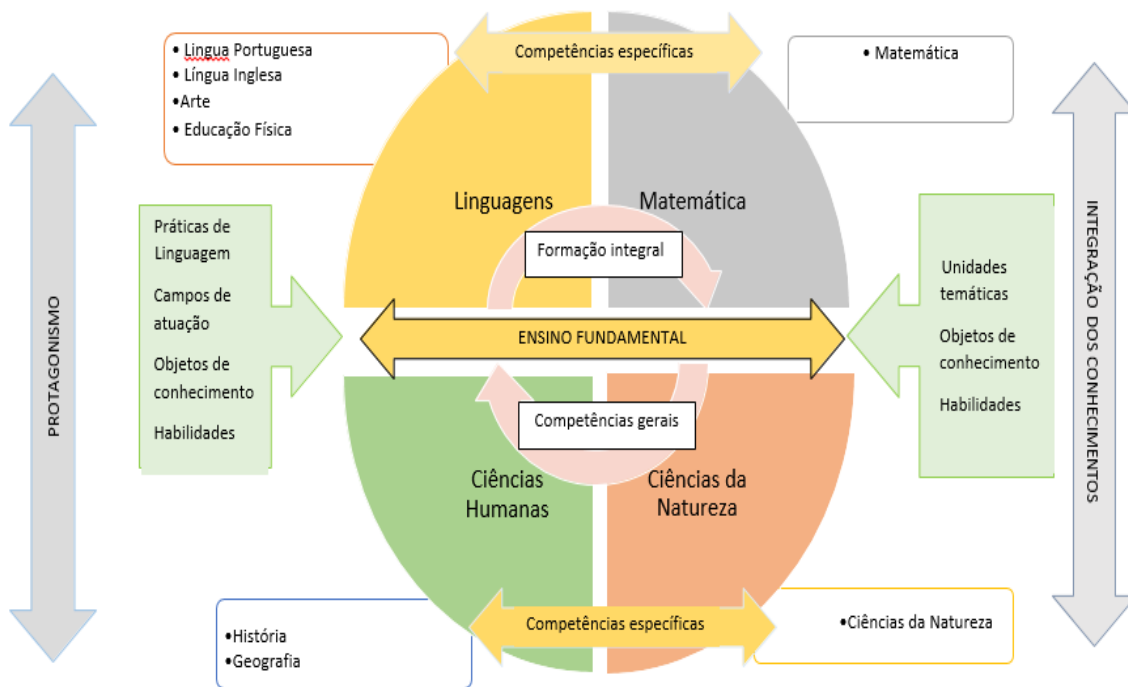 Competências específicas
• Lingua Portuguesa
• Língua Inglesa
•Arte
• Educação Física
• Matemática
Linguagens
Matemática
Formação integral
PROTAGONISMO
Práticas de
Linguagem
Campos de
atuação
Objetos de
conhecimento
Habilidades
ENSINO FUNDAMENTAL
Unidades
temáticas
Objetos de
conhecimento
Habilidades
INTEGRAÇÃO DOS CONHECIMENTOS
Competências gerais
Ciências
Humanas
Ciências da
Natureza
Competências específicas
•História
•Geografia
•Ciências da Natureza